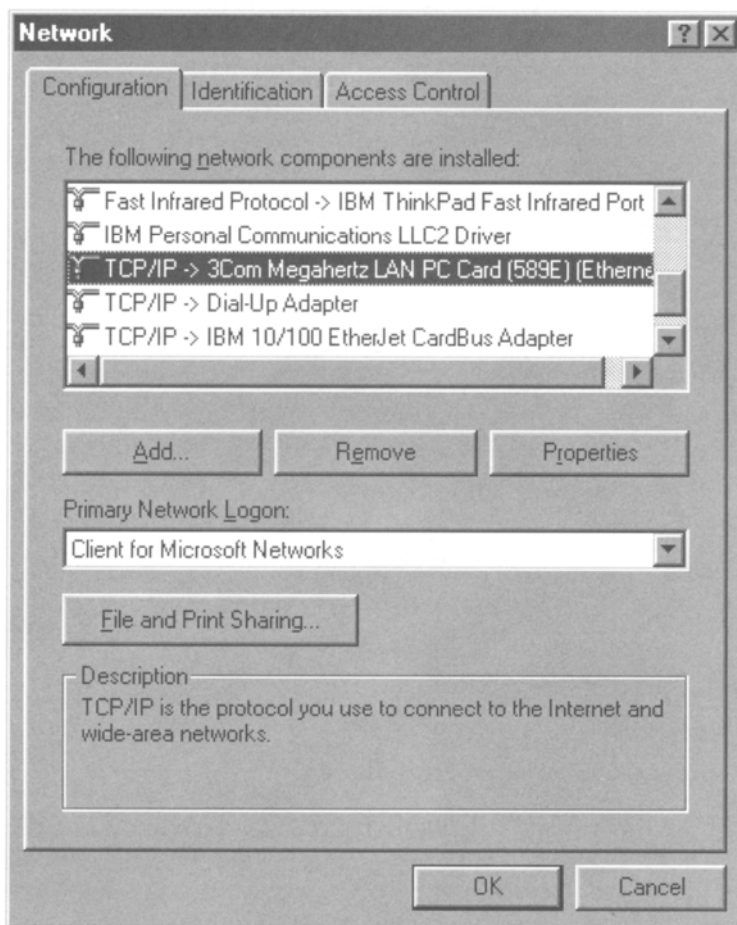 Network
Configuration
Identification
Access Control
The following network components are installed:
Fast Infrared Protocol -> IBM ThinkPad Fast Infrared Port
IBM Personal Communications LLC2 Driver
TCP/IP -> 3Com Megahertz LAN PC Card (589E) (Etherne
TCP/IP -> Dial-Up Adapter
TCP/IP -> IBM 10/100 EtherJet CardBus Adapter
Add...
Remove
Properties
Primary Network Logon:
Client for Microsoft Networks
File and Print Sharing...
Description
TCP/IP is the protocol you use to connect to the Internet and
wide-area networks.
OK
Cancel